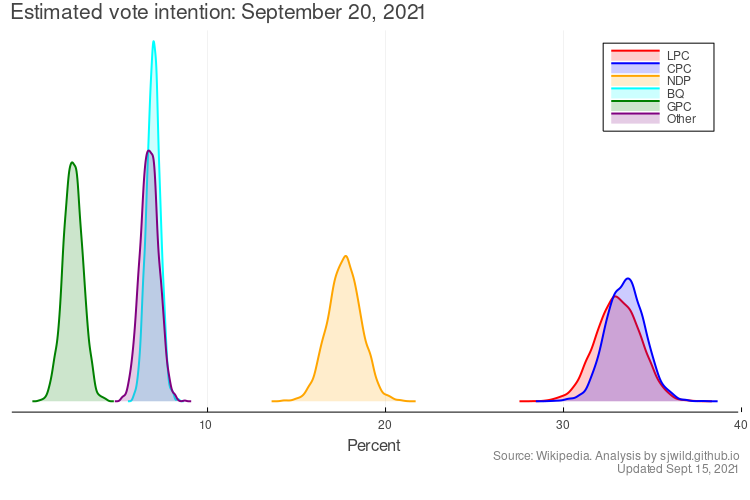 Estimated vote intention: September 20, 2021
LPC
CPC
NDP
BQ
GPC
Other
10
20
30
40
Percent
Source: Wikipedia. Analysis by sjwild.github.io
Updated Sept. 15, 2021